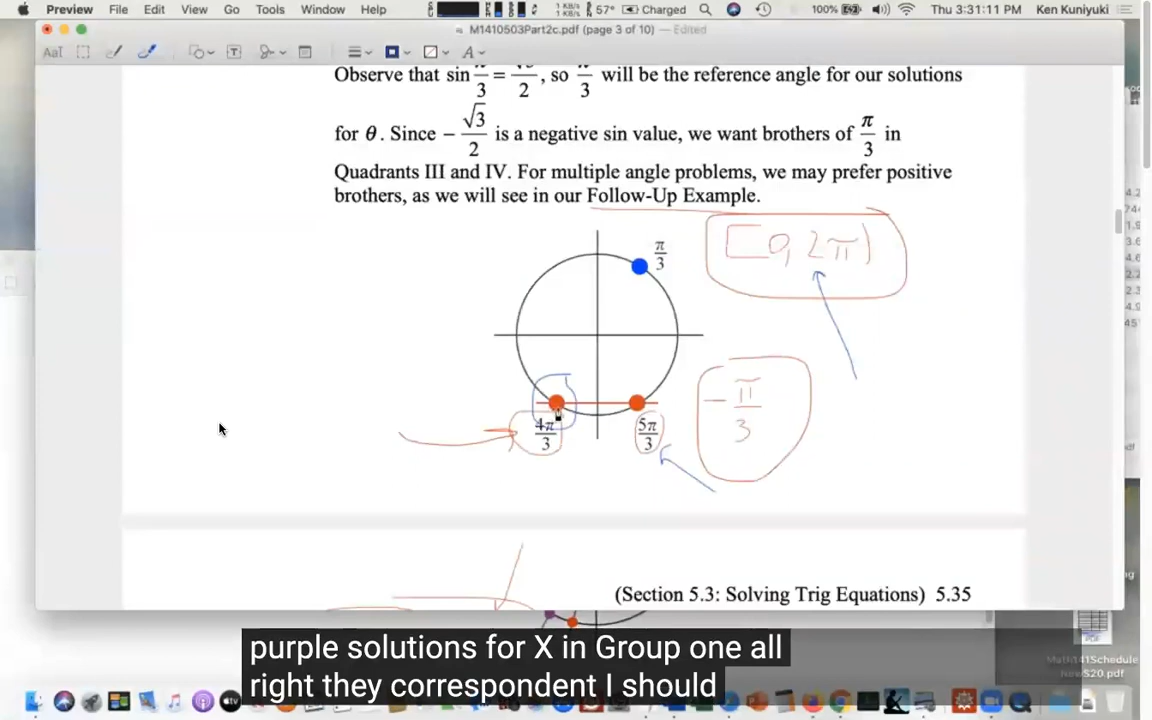 Preview File Edit View Go Tools Window Help 57° Charged 100% Thu 3:31:11 PM Ken Kuniyuki
M1410503Part2c.pdf (page 3 of 10) — Edited
Observe that sin π/3 = √3/2, so π/3 will be the reference angle for our solutions
for θ. Since − √3/2 is a negative sin value, we want brothers of π/3 in
Quadrants III and IV. For multiple angle problems, we may prefer positive
brothers, as we will see in our Follow-Up Example.
π/3
[0, 2π)
− π/3
4π/3 5π/3
(Section 5.3: Solving Trig Equations) 5.35
purple solutions for X in Group one all
right they correspondent I should
Math141Schedule
NewS20.pdf